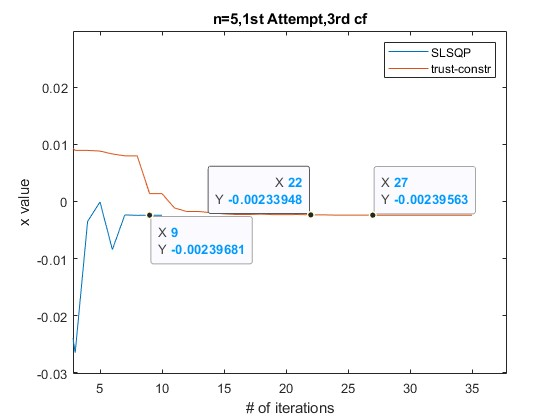 n=5,1st Attempt,3rd cf
SLSQP
trust-constr
0.02
0.01
0
-0.01
-0.02
-0.03
x value
X 22
Y -0.00233948
X 27
Y -0.00239563
X 9
Y -0.00239681
5 10 15 20 25 30 35
# of iterations